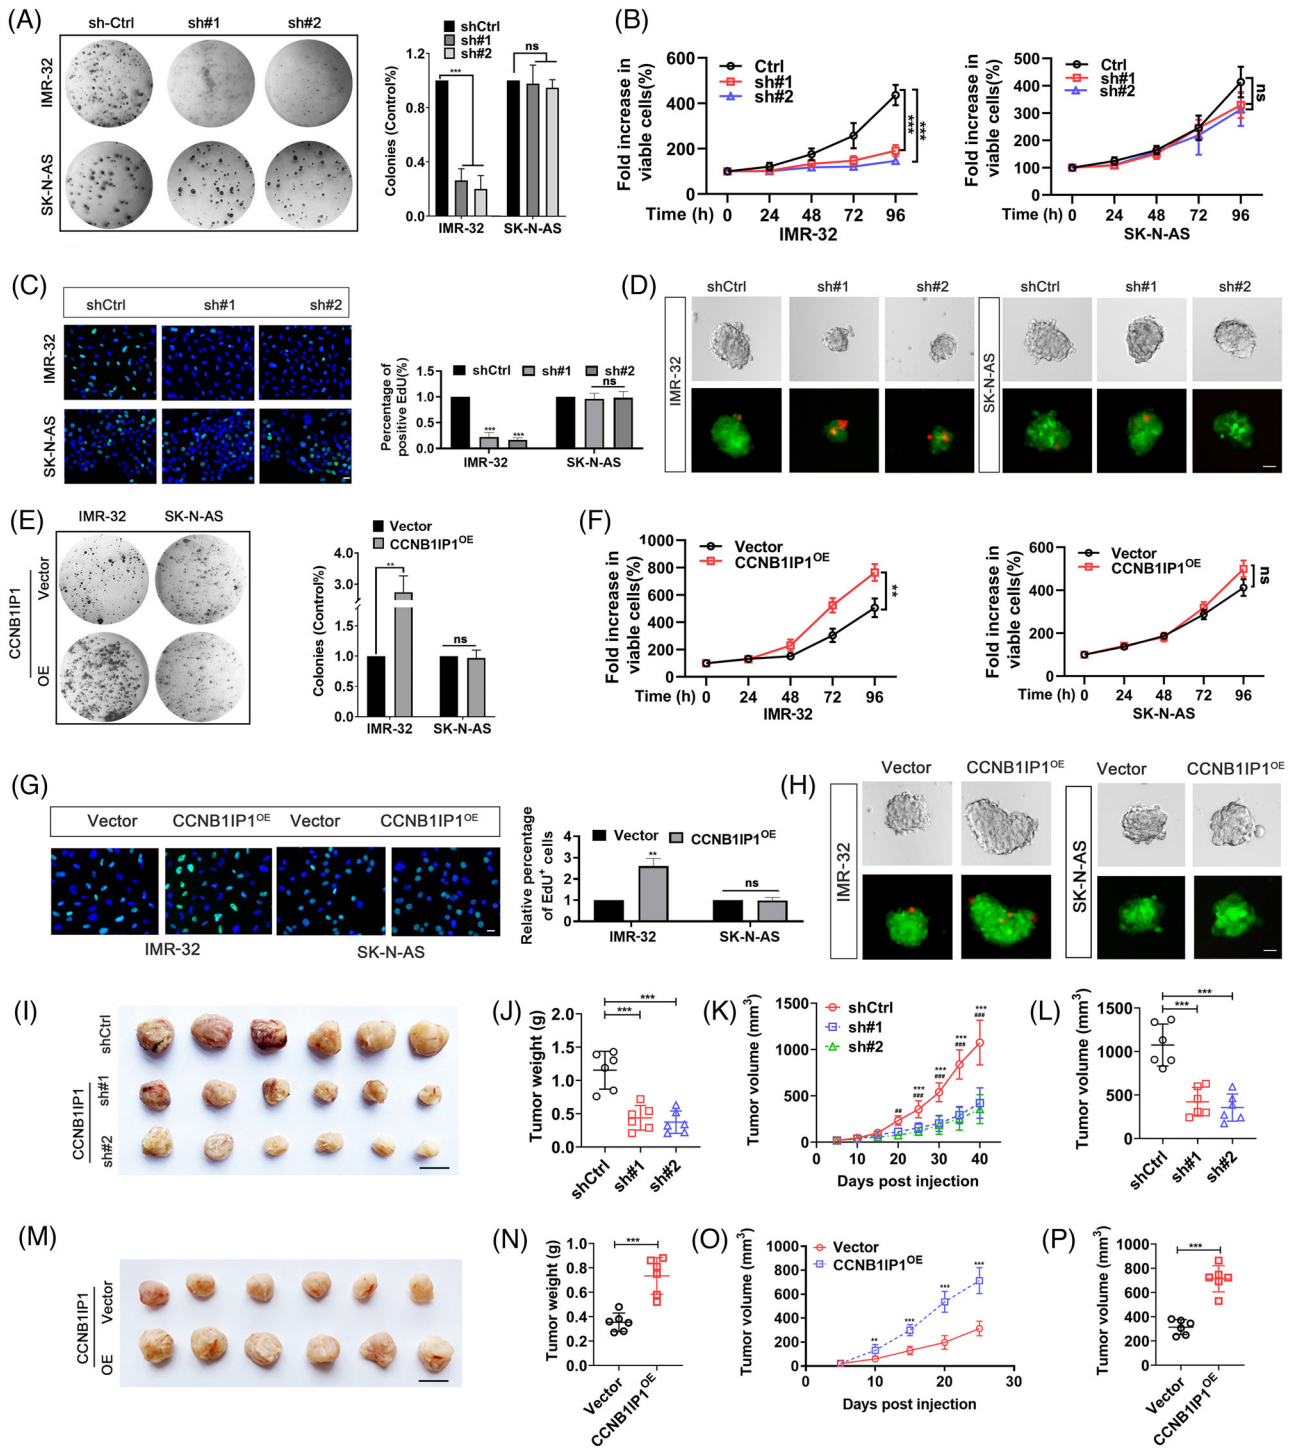 (A)
sh-Ctrl sh#1 sh#2
IMR-32
SK-N-AS
shCtrl
sh#1
sh#2
Colonies (Control%)
1.2
0.8
0.4
0.0
***
ns
IMR-32 SK-N-AS
(B)
Fold increase in
viable cells(%)
600
400
200
0
Ctrl
sh#1
sh#2
***
***
Time (h) 0 24 48 72 96
IMR-32
Fold increase in
viable cells(%)
500
400
300
200
100
0
Ctrl
sh#1
sh#2
ns
Time (h) 0 24 48 72 96
SK-N-AS
(C)
shCtrl sh#1 sh#2
IMR-32
SK-N-AS
Percentage of
positive EdU(%)
1.5
1.0
0.5
0.0
shCtrl sh#1 sh#2
*** ***
ns
IMR-32 SK-N-AS
(D)
shCtrl sh#1 sh#2 shCtrl sh#1 sh#2
IMR-32
SK-N-AS
(E)
IMR-32 SK-N-AS
CCNB1IP1
Vector
OE
Vector
CCNB1IP1OE
Colonies (Control%)
4.0
3.0
1.5
1.0
0.5
0.0
**
ns
IMR-32 SK-N-AS
(F)
Fold increase in
viable cells(%)
1000
800
600
400
200
0
Vector
CCNB1IP1OE
**
Time (h) 0 24 48 72 96
IMR-32
Fold increase in
viable cells(%)
600
400
200
0
Vector
CCNB1IP1OE
ns
Time (h) 0 24 48 72 96
SK-N-AS
(G)
Vector CCNB1IP1OE Vector CCNB1IP1OE
IMR-32 SK-N-AS
Relative percentage
of EdU+ cells
4
3
2
1
0
Vector CCNB1IP1OE
**
ns
IMR-32 SK-N-AS
(H)
Vector CCNB1IP1OE Vector CCNB1IP1OE
IMR-32
SK-N-AS
(I)
shCtrl
CCNB1IP1
sh#1
sh#2
(J)
Tumor weight (g)
2.0
1.5
1.0
0.5
0.0
***
***
shCtrl sh#1 sh#2
(K)
Tumor volume (mm3)
1500
1000
500
0
shCtrl
sh#1
sh#2
##
***
###
***
###
***
###
***
###
0 10 20 30 40
Days post injection
(L)
Tumor volume (mm3)
1500
1000
500
0
***
***
shCtrl sh#1 sh#2
(M)
CCNB1IP1
Vector
OE
(N)
Tumor weight (g)
1.0
0.8
0.6
0.4
0.2
0.0
***
Vector CCNB1IP1OE
(O)
Tumor volume (mm3)
1000
800
600
400
200
0
Vector
CCNB1IP1OE
** *** *** ***
0 10 20 30
Days post injection
(P)
Tumor volume (mm3)
1000
800
600
400
200
0
***
Vector CCNB1IP1OE